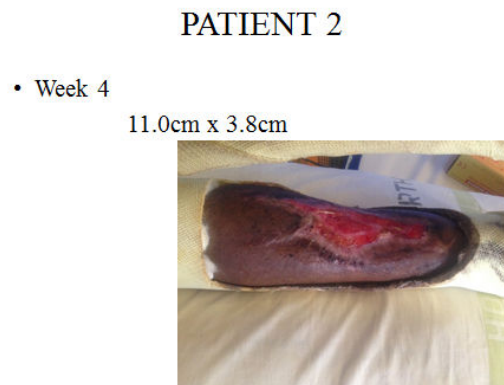 PATIENT 2
• Week 4
11.0cm x 3.8cm